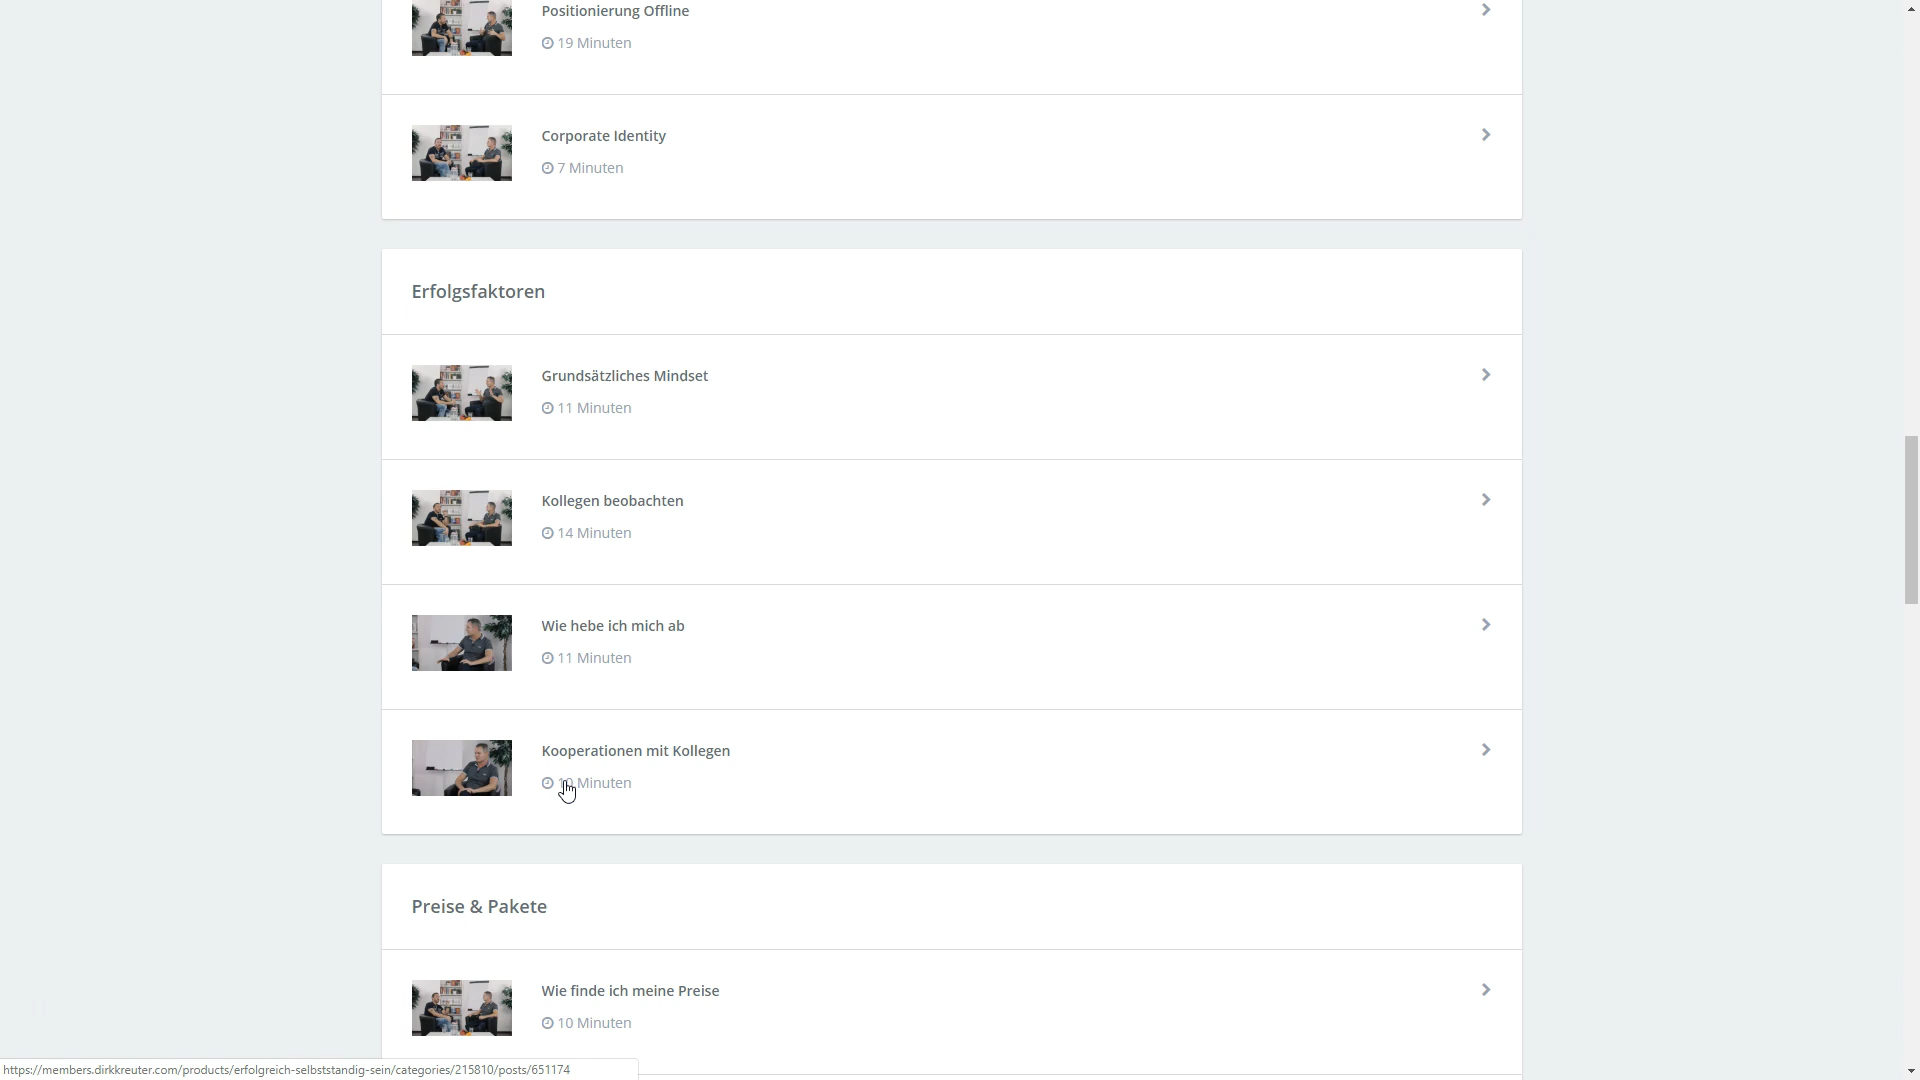 Positionierung Offline
19 Minuten
Corporate Identity
7 Minuten
Erfolgsfaktoren
Grundsätzliches Mindset
11 Minuten
Kollegen beobachten
14 Minuten
Wie hebe ich mich ab
11 Minuten
Kooperationen mit Kollegen
Minuten
Preise & Pakete
Wie finde ich meine Preise
10 Minuten
https://members.dirkkreuter.com/products/erfolgreich-selbststandig-sein/categories/215810/posts/651174